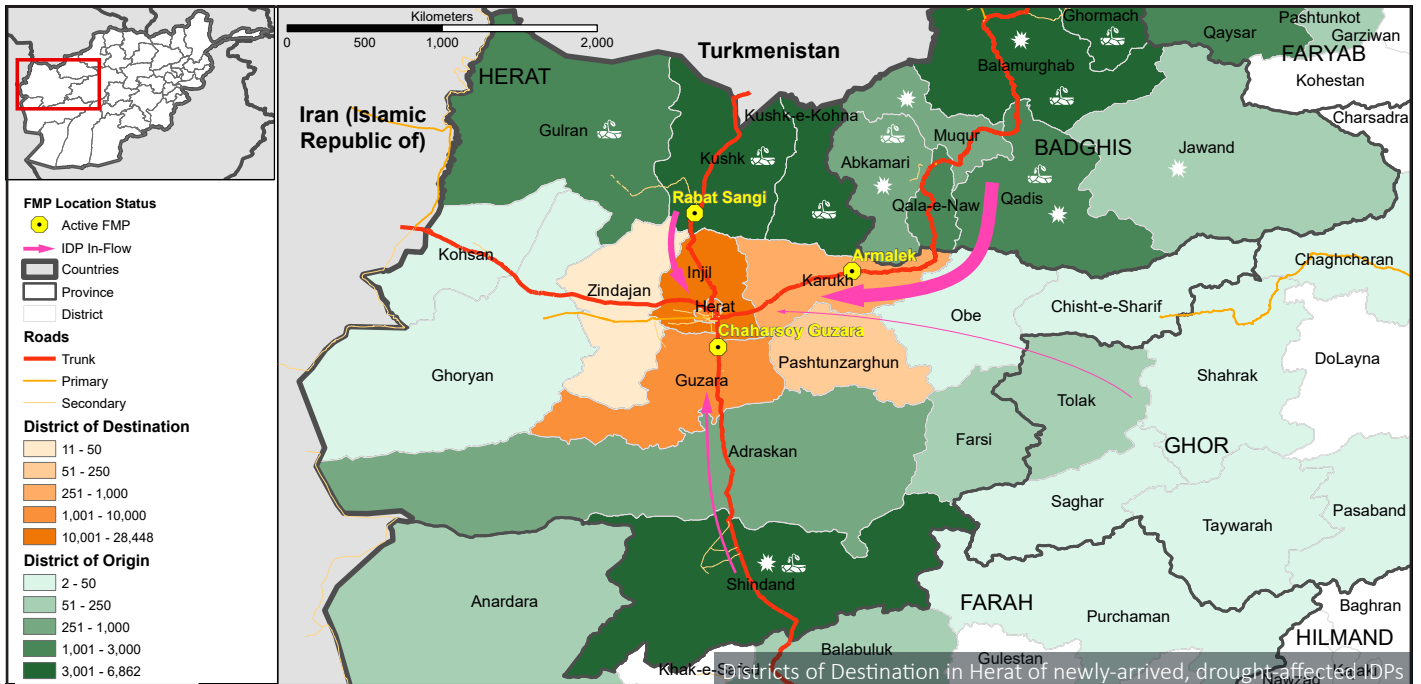 Kilometers
0 500 1,000 2,000
Turkmenistan
Iran (Islamic
Republic of)
HERAT
Gulran
Kushk
Kushk-e-Kohna
Ghormach
Balamurghab
Qaysar
Pashtunkot
Garziwan
FARYAB
Kohestan
Charsadra
Muqur
Abkamari
BADGHIS
Jawand
Qala-e-Naw
Qadis
Rabat Sangi
Kohsan
Zindajan
Injil
Herat
Armalek
Karukh
Chaghcharan
Obe
Chisht-e-Sharif
Chaharsoy Guzara
Pashtunzarghun
DoLayna
Ghoryan
Guzara
Shahrak
Tolak
Farsi
Adraskan
GHOR
Saghar
Taywarah
Pasaband
Shindand
Anardara
FARAH
Purchaman
Baghran
HILMAND
Balabuluk
Gulestan
FMP Location Status
Active FMP
IDP In-Flow
Countries
Province
District
Roads
Trunk
Primary
Secondary
District of Destination
11 - 50
51 - 250
251 - 1,000
1,001 - 10,000
10,001 - 28,448
District of Origin
2 - 50
51 - 250
251 - 1,000
1,001 - 3,000
3,001 - 6,862
Districts of Destination in Herat of newly-arrived, drought-affected IDPs